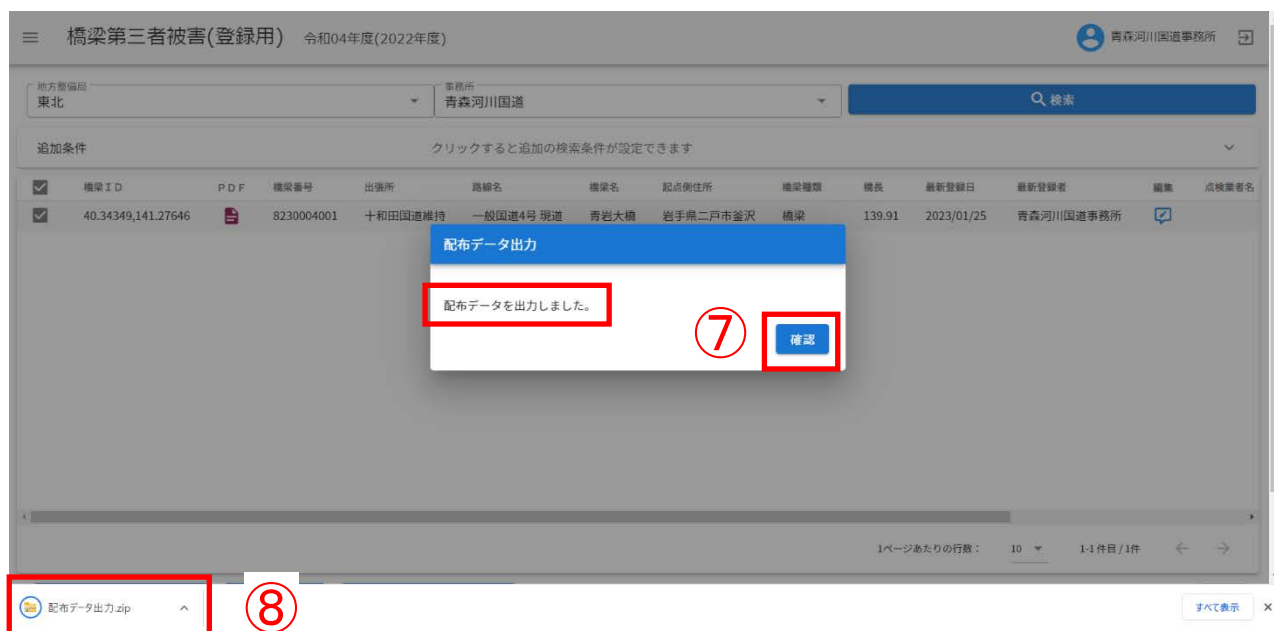 橋梁第三者被害(登録用) 令和04年度(2022年度) 青森河川国道事務所
地方整備局 事務所
東北 青森河川国道 検索
追加条件 クリックすると追加の検索条件が設定できます
橋梁ID PDF 橋梁番号 出張所 路線名 橋梁名 起点側住所 橋梁種類 橋長 最新登録日 最新登録者 編集 点検業者名
40.34349,141.27646 8230004001 十和田国道維持 一般国道4号 現道 青岩大橋 岩手県二戸市釜沢 橋梁 139.91 2023/01/25 青森河川国道事務所
配布データ出力
配布データを出力しました。
⑦ 確認
1ページあたりの行数： 10 1-1 件目 / 1件
配布データ出力.zip ⑧ すべて表示